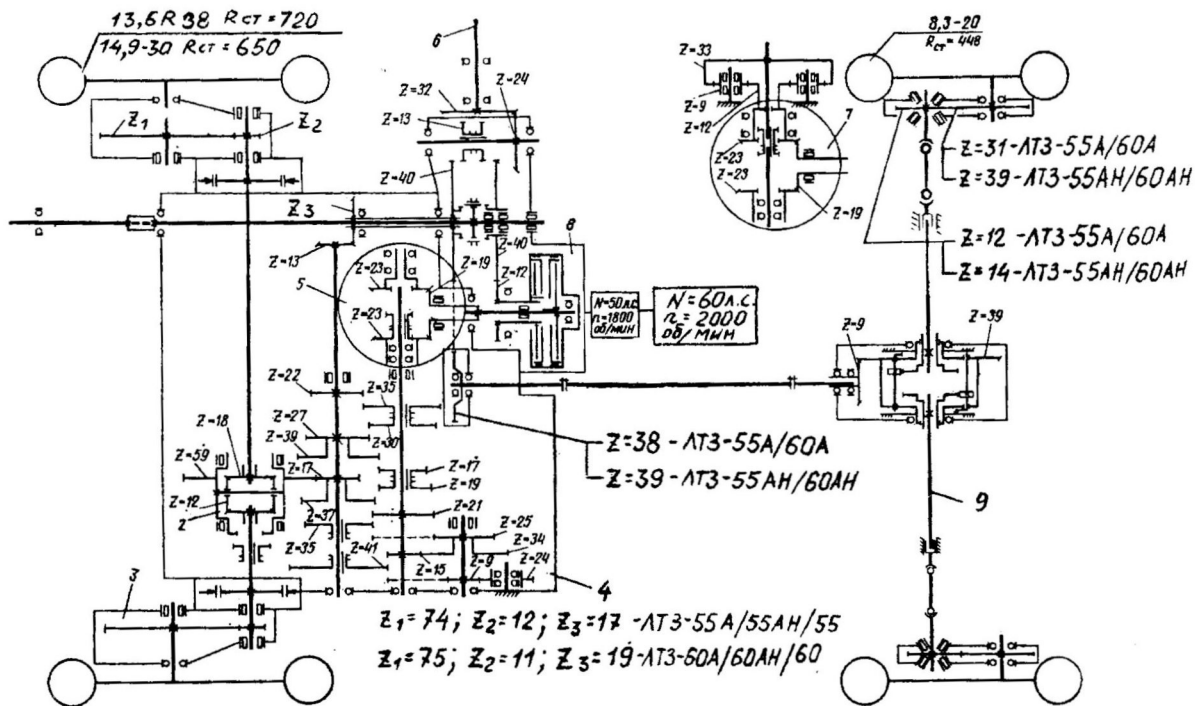 13,6R38 Rст=720
14,9-30 Rст=650
Z1
Z2
6
Z=24
Z=32
Z=13
Z=40
Z3
Z=13
Z=33
Z=9
Z=12
Z=23
Z=23
7
Z=19
8,3-20
Rст=448
Z=31-ЛТЗ-55А/60А
Z=39-ЛТЗ-55АН/60АН
Z=12-ЛТЗ-55А/60А
Z=14-ЛТЗ-55АН/60АН
Z=40
8
Z=12
Z=19
Z=23
5
Z=23
N=50л.с.
n=1800
об/мин
N=60л.с.
n=2000
об/мин
Z=9
Z=39
Z=22
Z=35
Z=30
Z=27
Z=39
Z=18
Z=59
Z=17
Z=12
2
Z=37
Z=35
Z=41
Z=17
Z=19
Z=21
Z=25
Z=34
Z=15
Z=9
Z=24
4
Z=38-ЛТЗ-55А/60А
Z=39-ЛТЗ-55АН/60АН
9
3
Z1=74; Z2=12; Z3=17-ЛТЗ-55А/55АН/55
Z1=75; Z2=11; Z3=19-ЛТЗ-60А/60АН/60